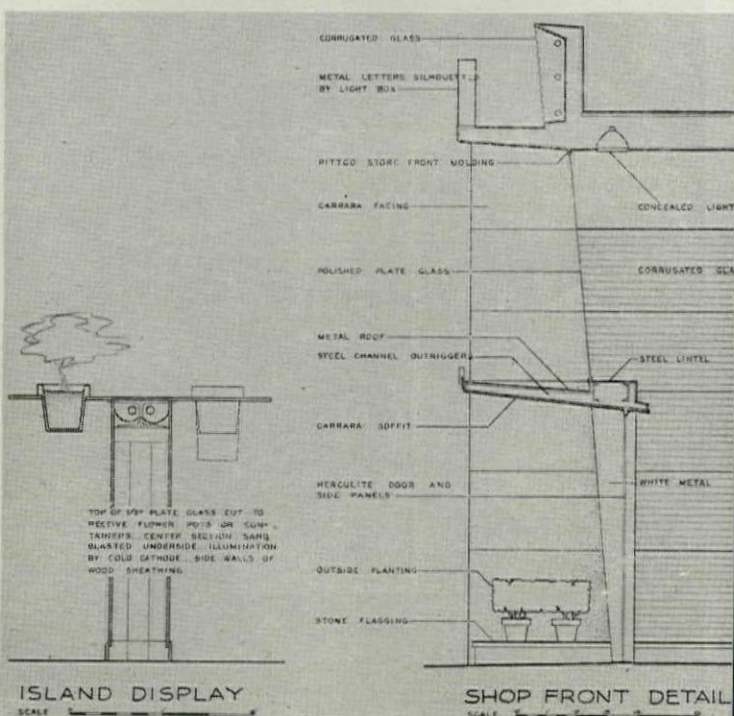 CORRUGATED GLASS
METAL LETTERS SILHOUETTED
BY LIGHT BOX
PITTCO STORE FRONT MOLDING
CARRARA FACING
CONCEALED LIGHT
POLISHED PLATE GLASS
CORRUGATED GLA
METAL ROOF
STEEL CHANNEL OUTRIGGERS
STEEL LINTEL
CARRARA SOFFIT
HERCULITE DOOR AND
SIDE PANELS
WHITE METAL
TOP OF 1/2" PLATE GLASS CUT TO
RECEIVE FLOWER POTS OR CON-
TAINERS. CENTER SECTION SAND
BLASTED UNDERSIDE. ILLUMINATION
BY COLD CATHODE. SIDE WALLS OF
WOOD SHEATHING
OUTSIDE PLANTING
STONE FLAGGING
ISLAND DISPLAY
SCALE
SHOP FRONT DETAIL
SCALE